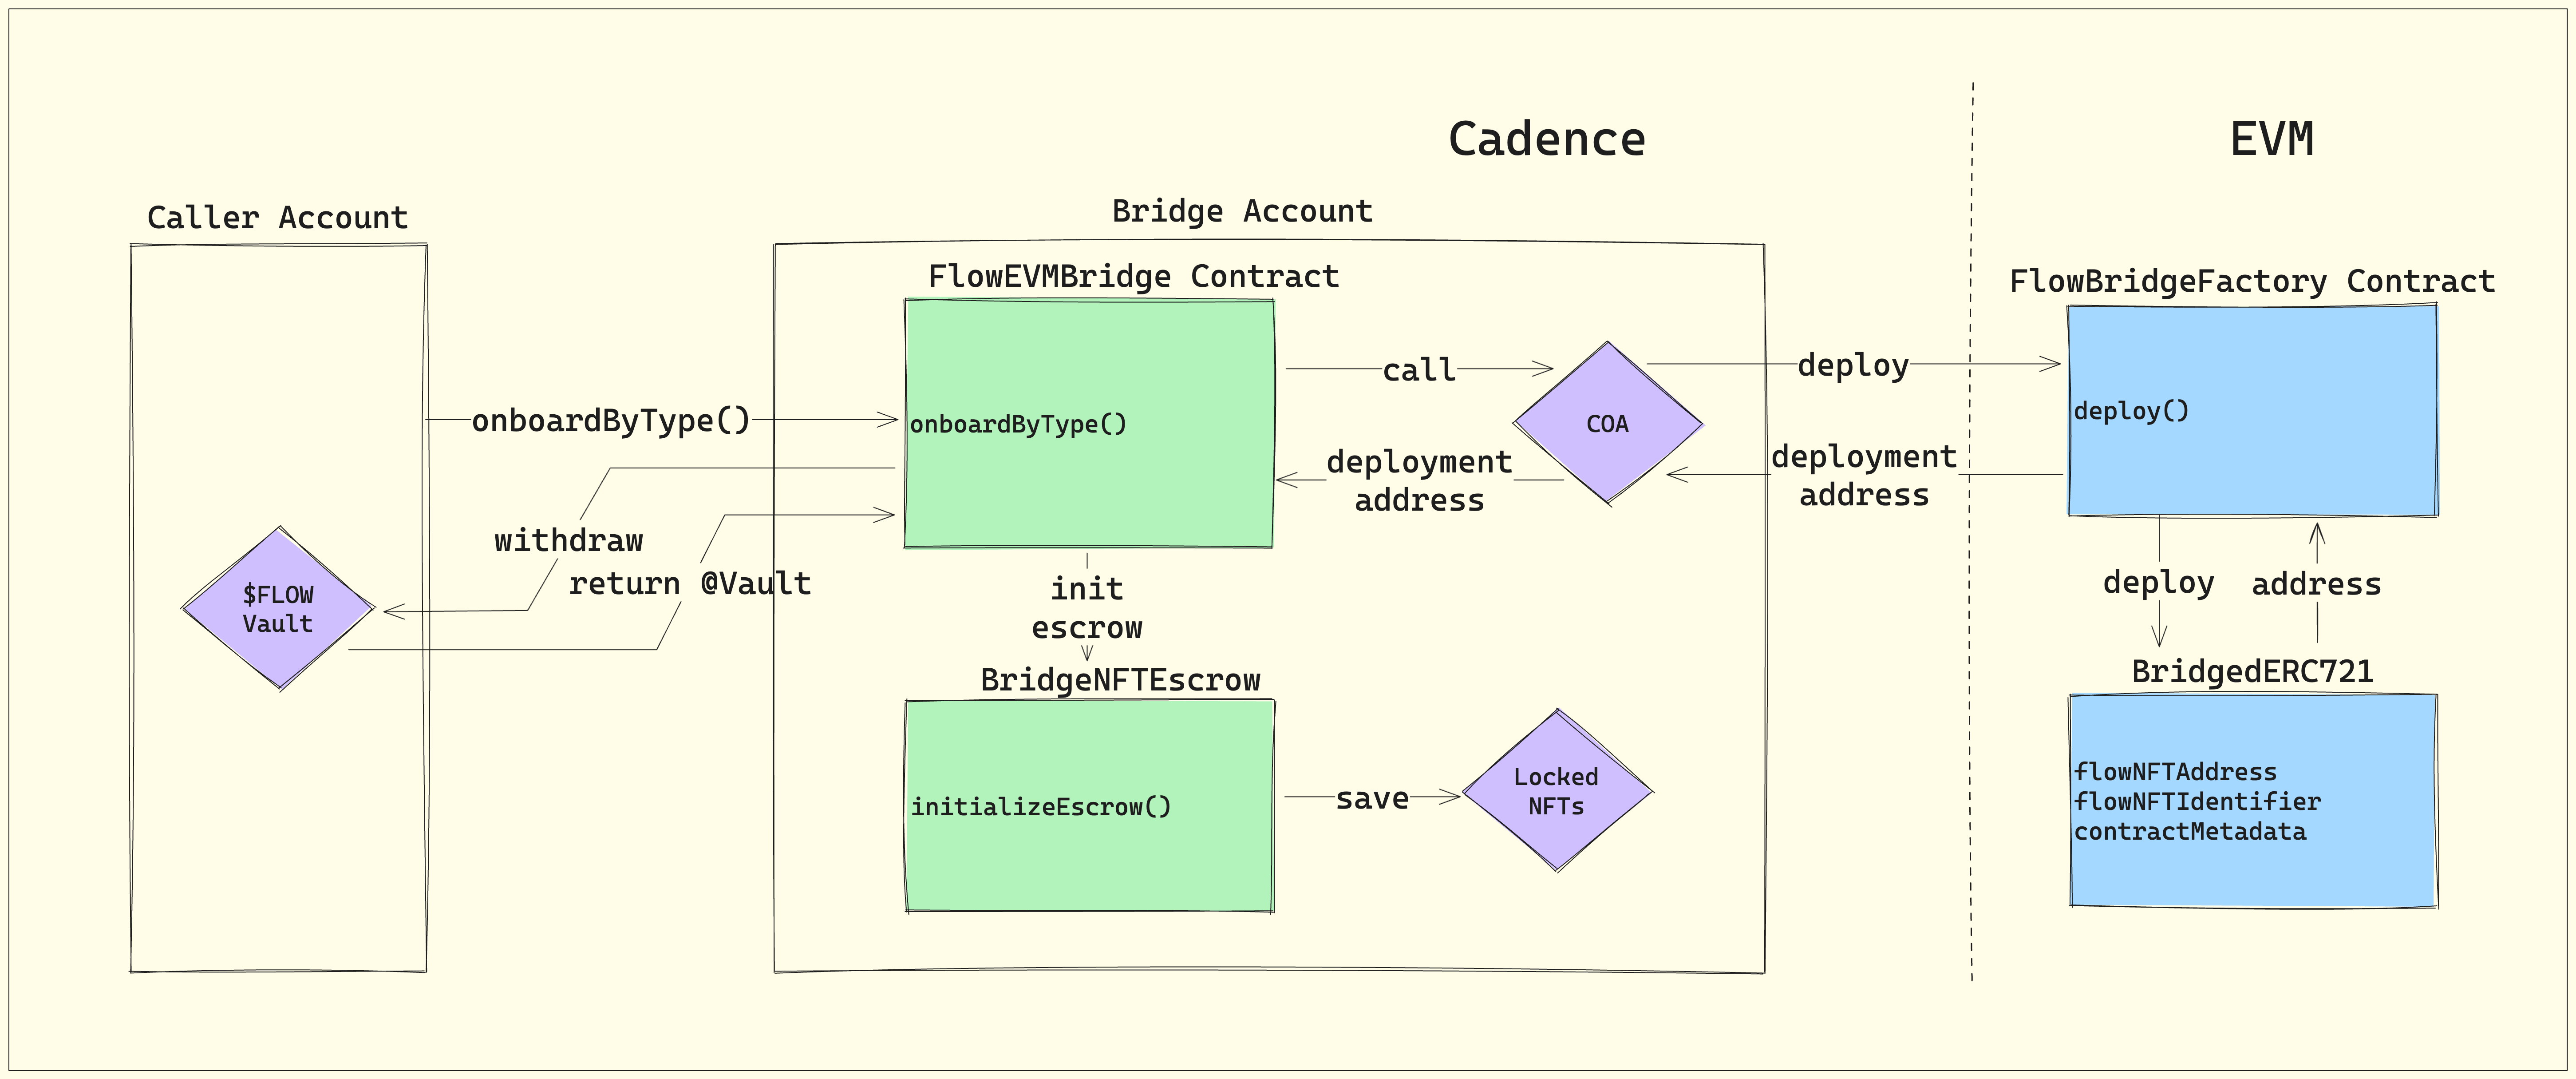 Cadence
EVM
Caller Account
Bridge Account
FlowEVMBridge Contract
FlowBridgeFactory Contract
call
deploy
onboardByType()
onboardByType()
COA
deploy()
deployment
address
deployment
address
withdraw
return @Vault
$FLOW
Vault
init
escrow
deploy
address
BridgeNFTEscrow
BridgedERC721
initializeEscrow()
save
Locked
NFTs
flowNFTAddress
flowNFTIdentifier
contractMetadata